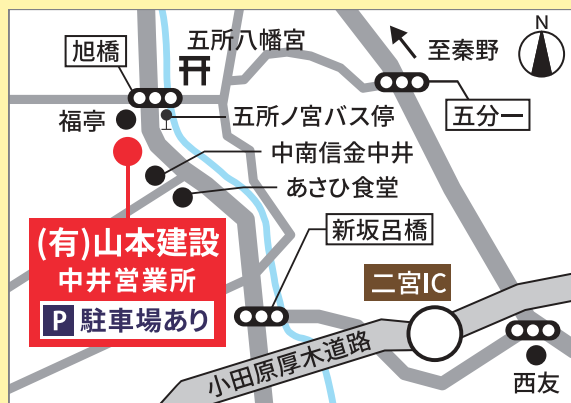 旭橋
五所八幡宮
至秦野
N
福亭
五所ノ宮バス停
五分一
中南信金中井
あさひ食堂
(有)山本建設
中井営業所
P 駐車場あり
新坂呂橋
二宮IC
小田原厚木道路
西友